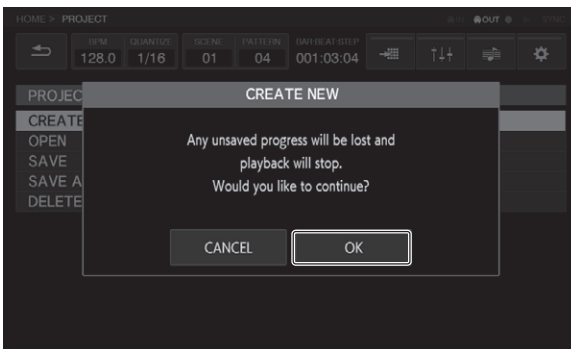 HOME > PROJECT OUT SYNC
BPM QUANTIZE SCENE PATTERN BAR:BEAT:STEP
128.0 1/16 01 04 001:03:04
PROJEC
CREATE NEW
CREATE
OPEN
SAVE
SAVE A
DELETE
Any unsaved progress will be lost and
playback will stop.
Would you like to continue?
CANCEL OK